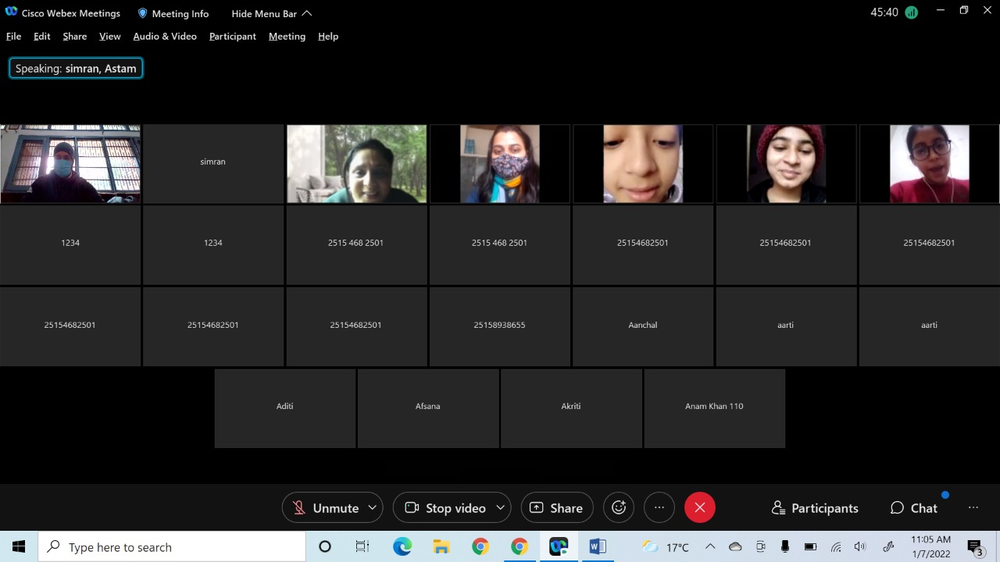 Cisco Webex Meetings Meeting Info Hide Menu Bar 45:40
File Edit Share View Audio & Video Participant Meeting Help
Speaking: simran, Astam
simran
1234 1234 2515 468 2501 2515 468 2501 25154682501 25154682501 25154682501
25154682501 25154682501 25154682501 25158938655 Aanchal aarti aarti
Aditi Afsana Akriti Anam Khan 110
Unmute Stop video Share Participants Chat
Type here to search 17°C 11:05 AM
1/7/2022 3